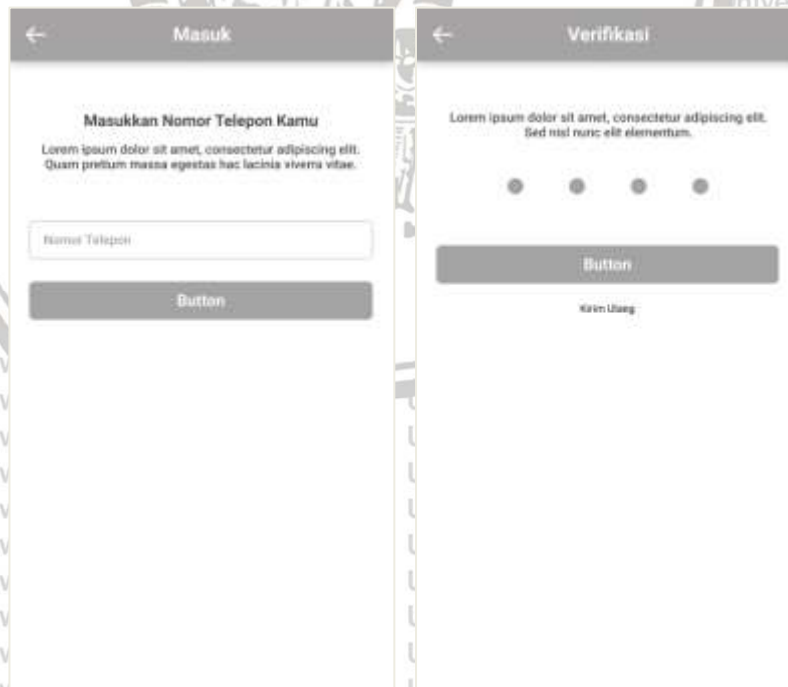 Masuk
Masukkan Nomor Telepon Kamu
Lorem ipsum dolor sit amet, consectetur adipiscing elit.
Quam pretium massa egestas hac lacinia viverra vitae.
Nomor Telepon
Button
Verifikasi
Lorem ipsum dolor sit amet, consectetur adipiscing elit.
Sed nisl nunc elit elementum.
Button
Kirim Ulang